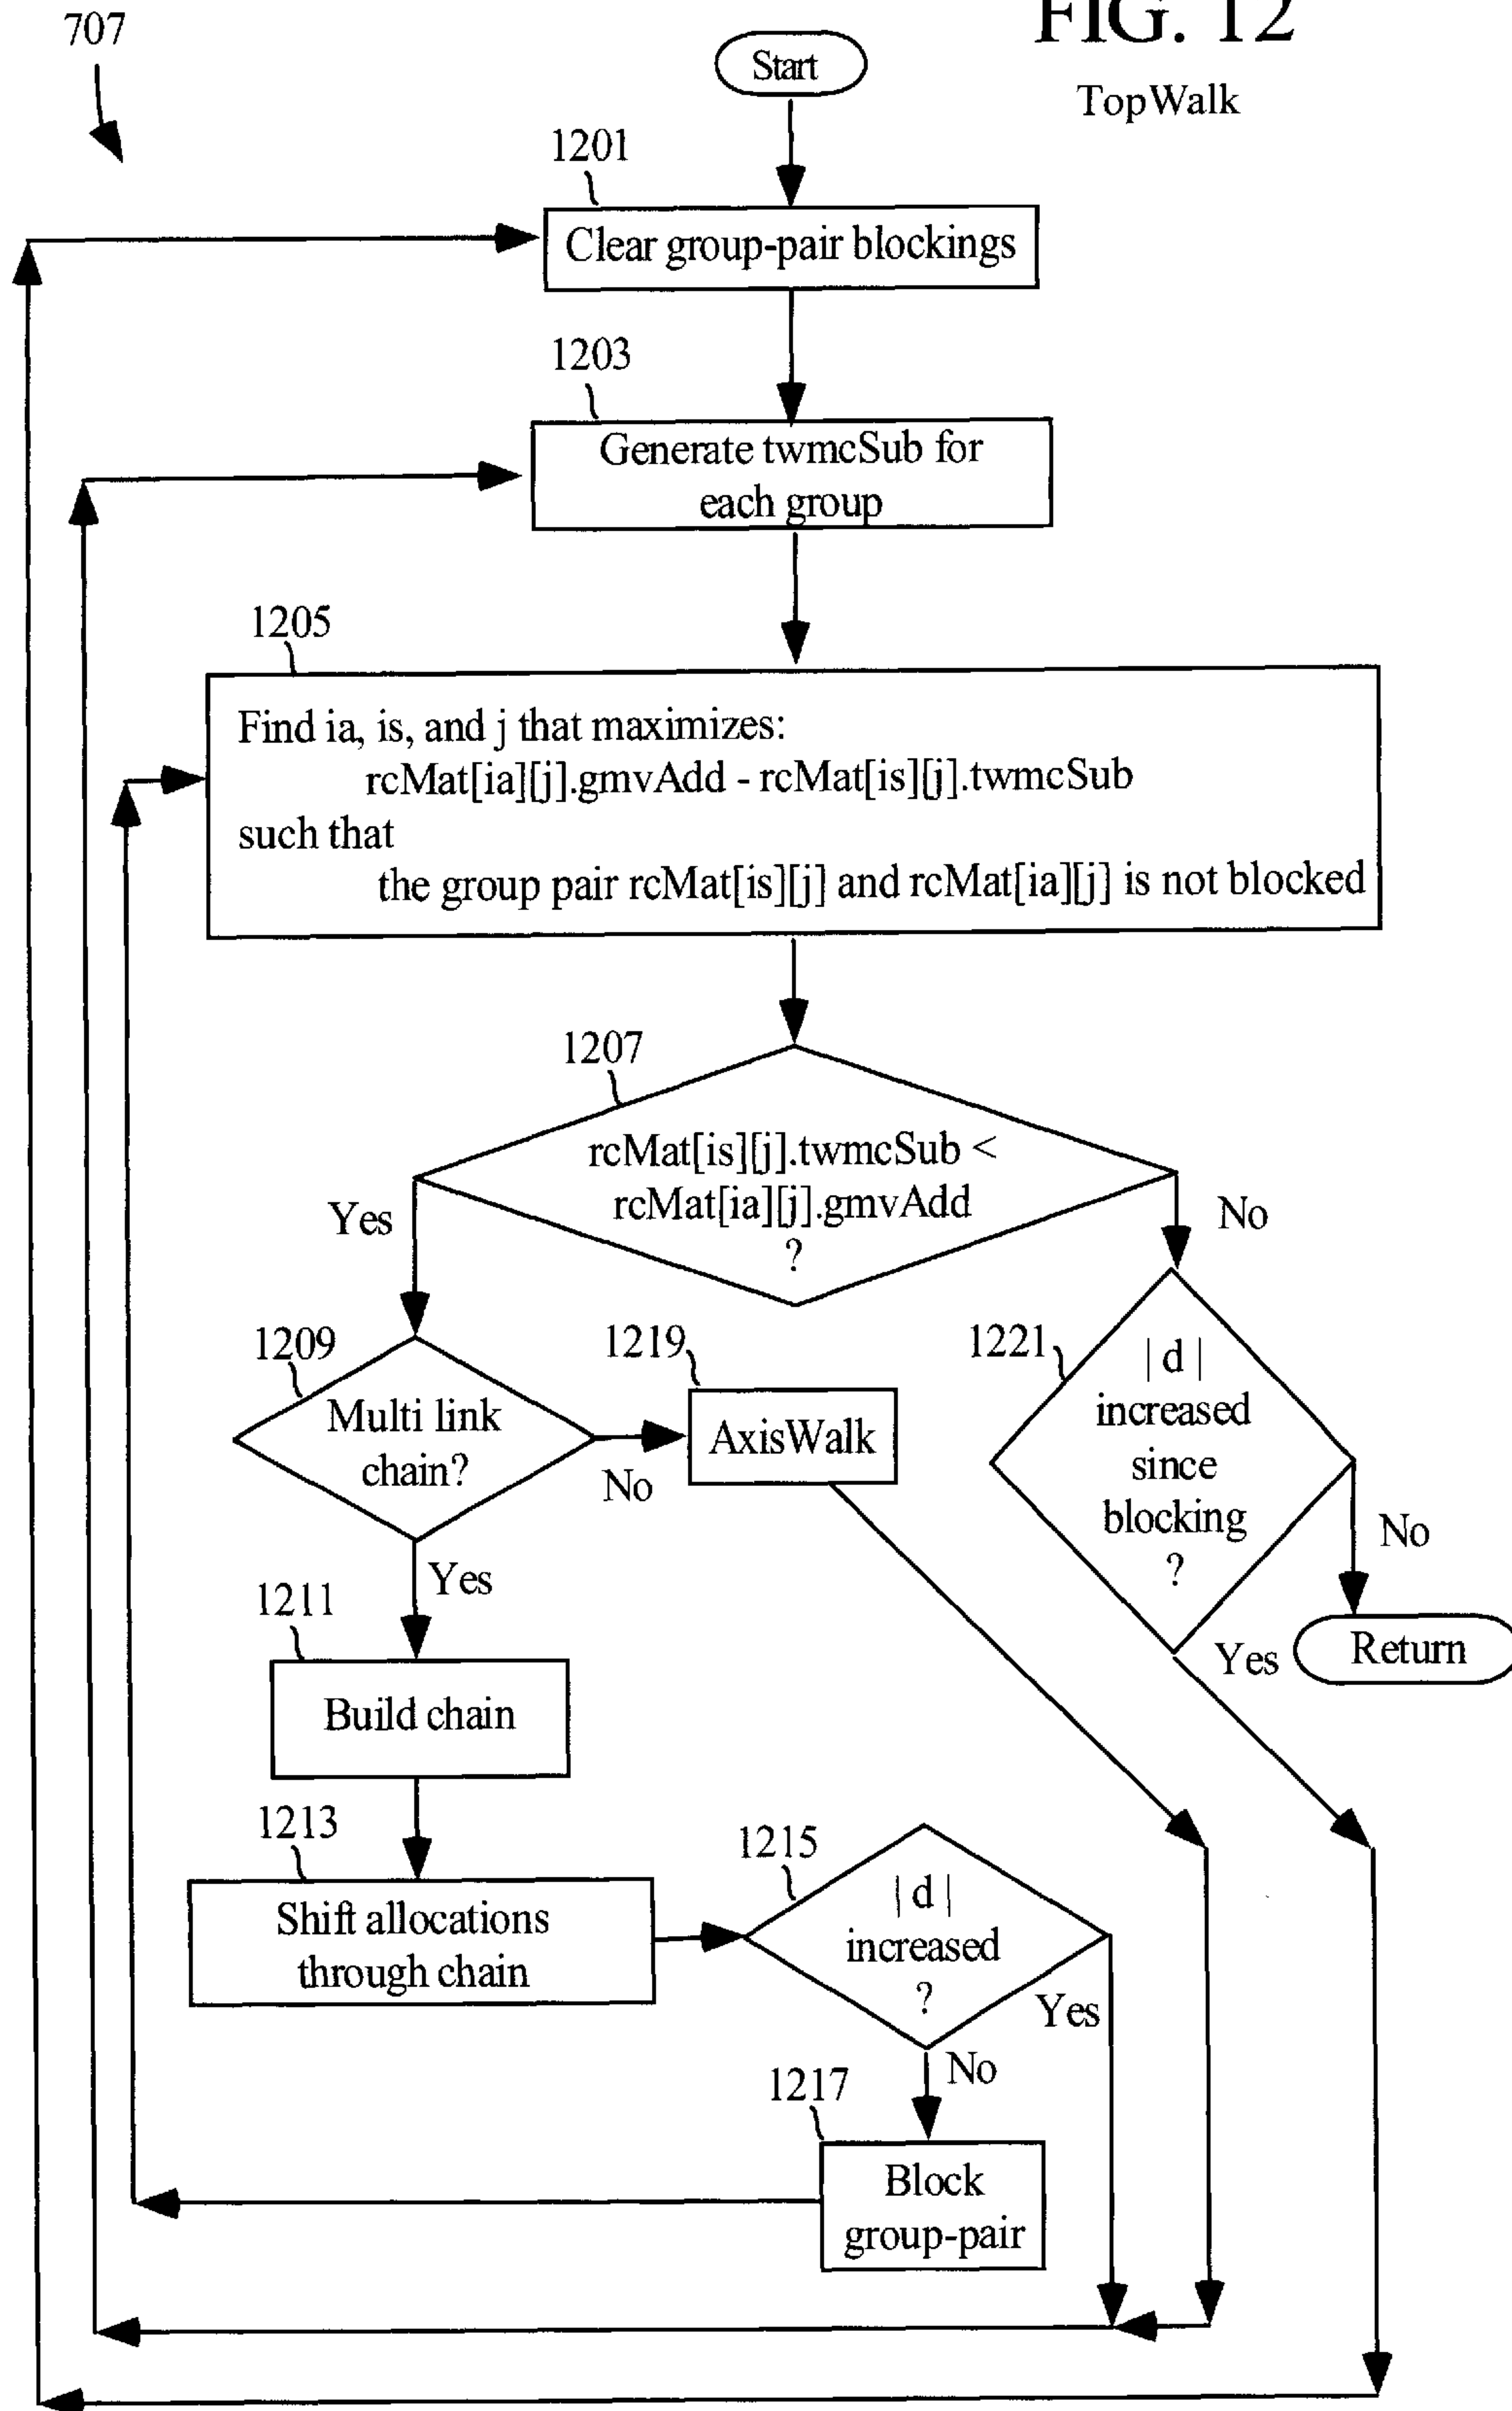 707
FIG. 12
Start
TopWalk
1201
Clear group-pair blockings
1203
Generate twmcSub for
each group
1205
Find ia, is, and j that maximizes:
rcMat[ia][j].gmvAdd - rcMat[is][j].twmcSub
such that
the group pair rcMat[is][j] and rcMat[ia][j] is not blocked
1207
rcMat[is][j].twmcSub <
rcMat[ia][j].gmvAdd
?
Yes
No
1209
Multi link
chain?
No
1219
AxisWalk
1221
| d |
increased
since
blocking
?
No
Yes
Return
Yes
1211
Build chain
1213
Shift allocations
through chain
1215
| d |
increased
?
Yes
No
1217
Block
group-pair